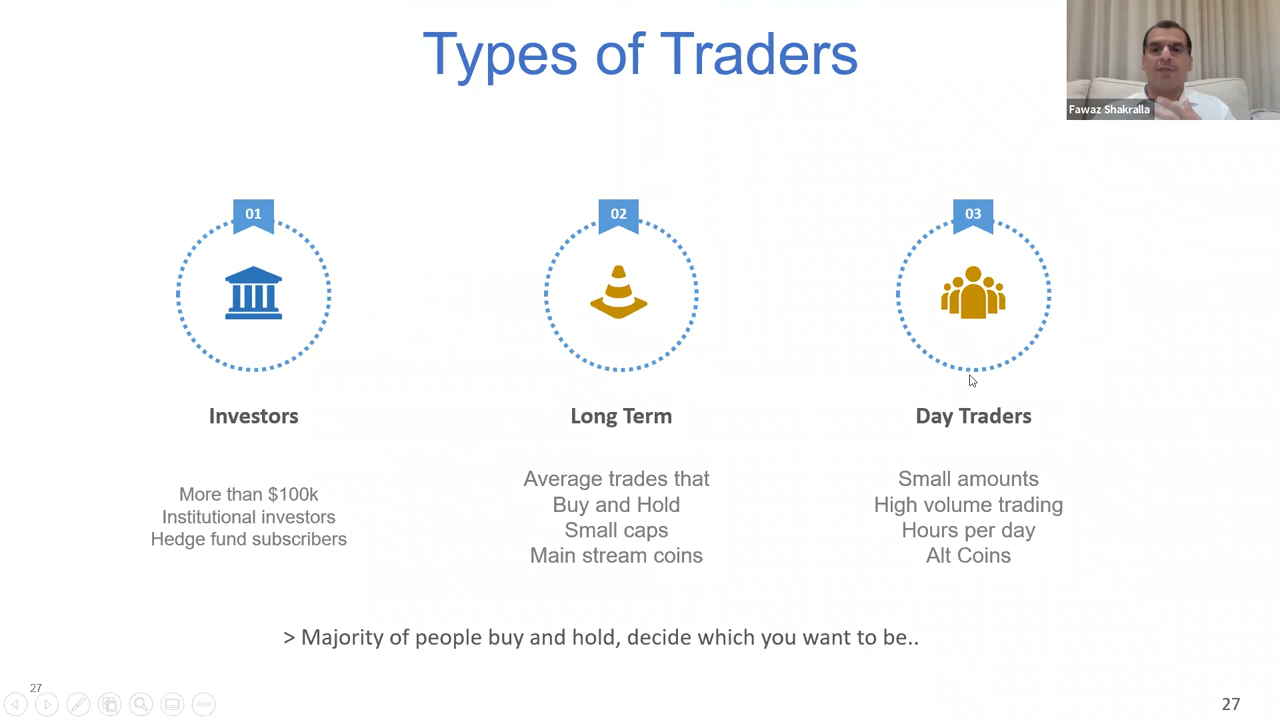 Types of Traders
Fawaz Shakralla
01
02
03
Investors
Long Term
Day Traders
More than $100k
Institutional investors
Hedge fund subscribers
Average trades that
Buy and Hold
Small caps
Main stream coins
Small amounts
High volume trading
Hours per day
Alt Coins
> Majority of people buy and hold, decide which you want to be..
27
27